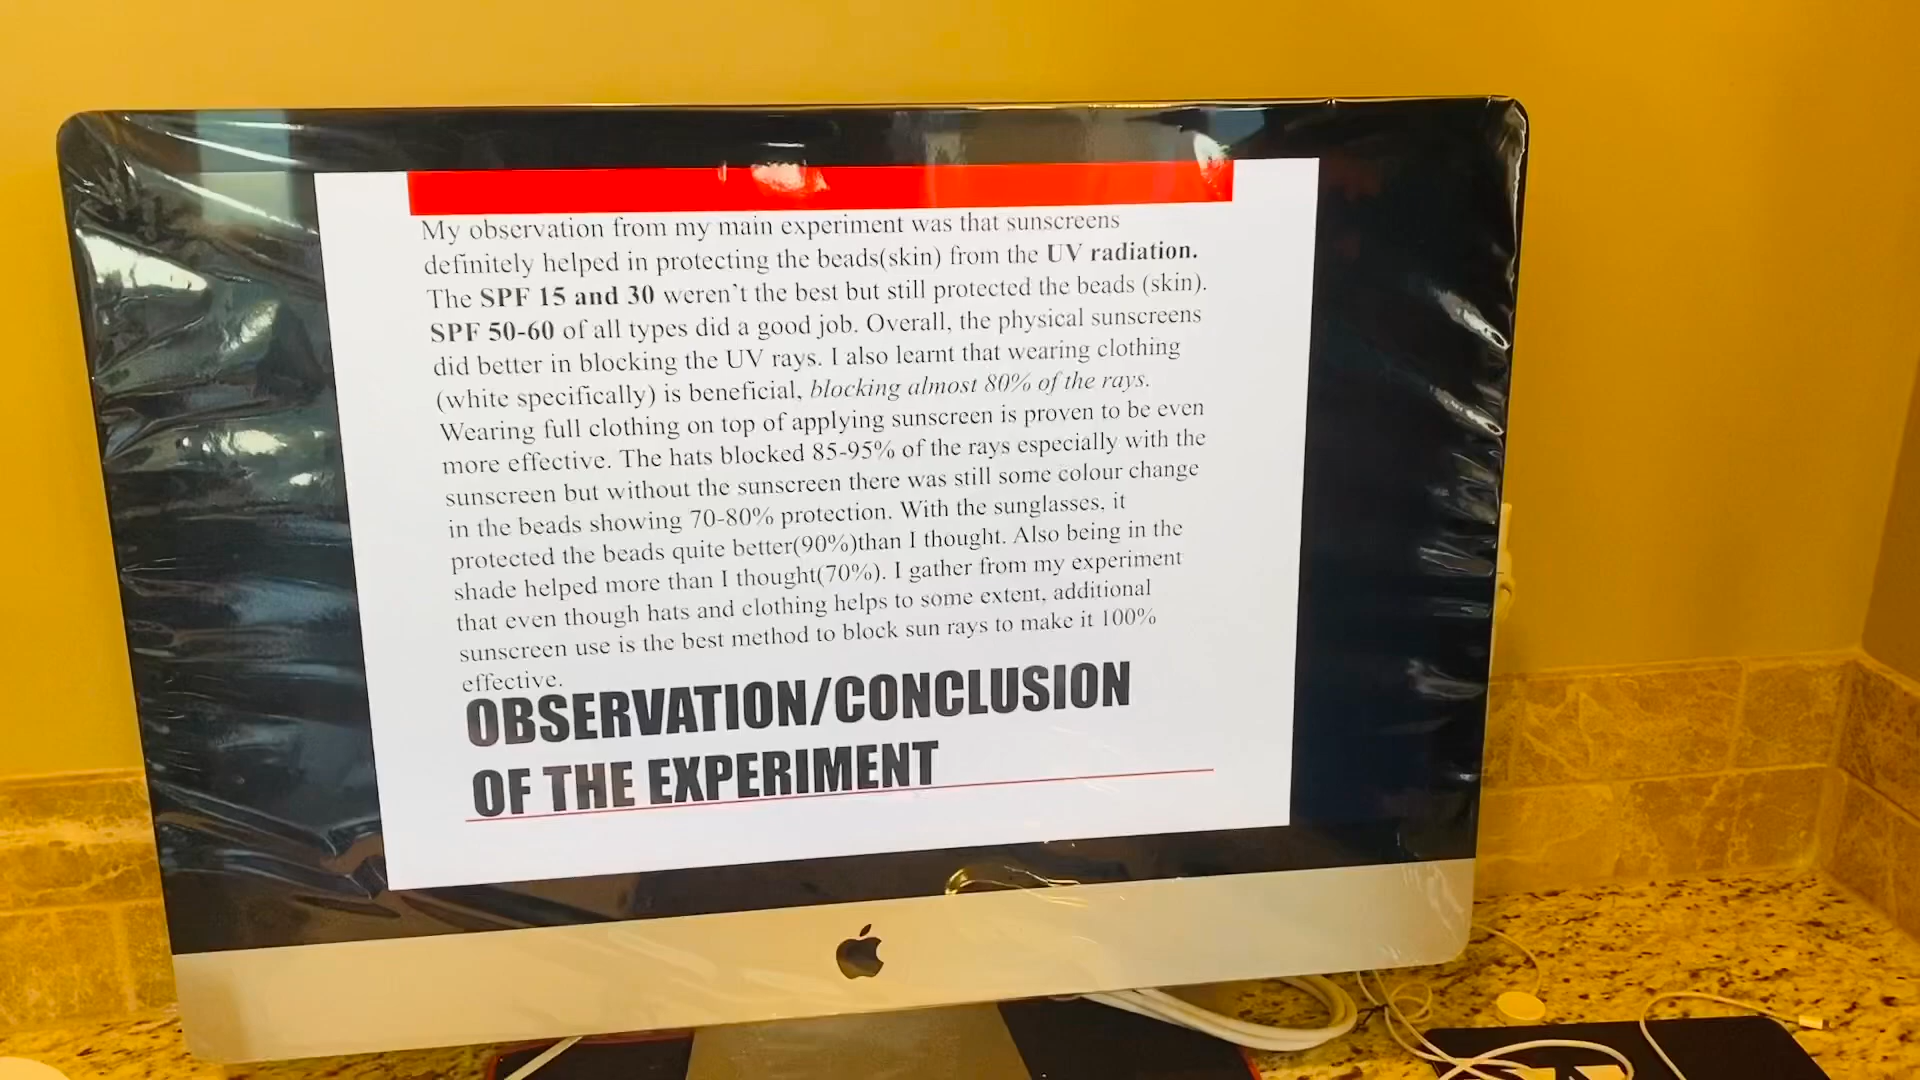 My observation from my main experiment was that sunscreens
definitely helped in protecting the beads(skin) from the UV radiation.
The SPF 15 and 30 weren’t the best but still protected the beads (skin).
SPF 50-60 of all types did a good job. Overall, the physical sunscreens
did better in blocking the UV rays. I also learnt that wearing clothing
(white specifically) is beneficial, blocking almost 80% of the rays.
Wearing full clothing on top of applying sunscreen is proven to be even
more effective. The hats blocked 85-95% of the rays especially with the
sunscreen but without the sunscreen there was still some colour change
in the beads showing 70-80% protection. With the sunglasses, it
protected the beads quite better(90%)than I thought. Also being in the
shade helped more than I thought(70%). I gather from my experiment
that even though hats and clothing helps to some extent, additional
sunscreen use is the best method to block sun rays to make it 100%
effective.
OBSERVATION/CONCLUSION
OF THE EXPERIMENT